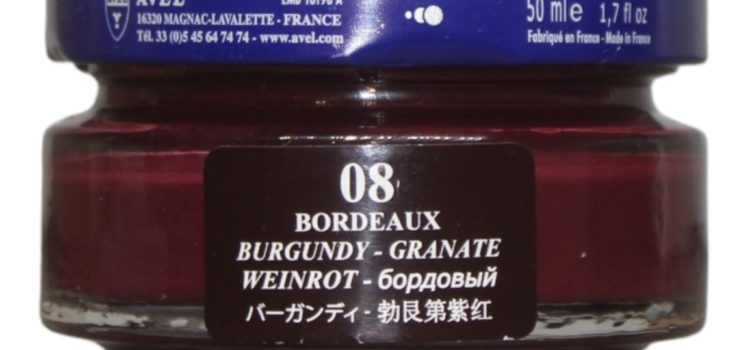 AVEL
16320 MAGNAC-LAVALETTE - FRANCE
Tél. 33 (0)5 45 64 74 74 - www.avel.com
50 ml e 1,7 fl oz
Fabriqué en France - Made in France
08
BORDEAUX
BURGUNDY - GRANATE
WEINROT - бордовый
バーガンディ - 勃艮第紫红